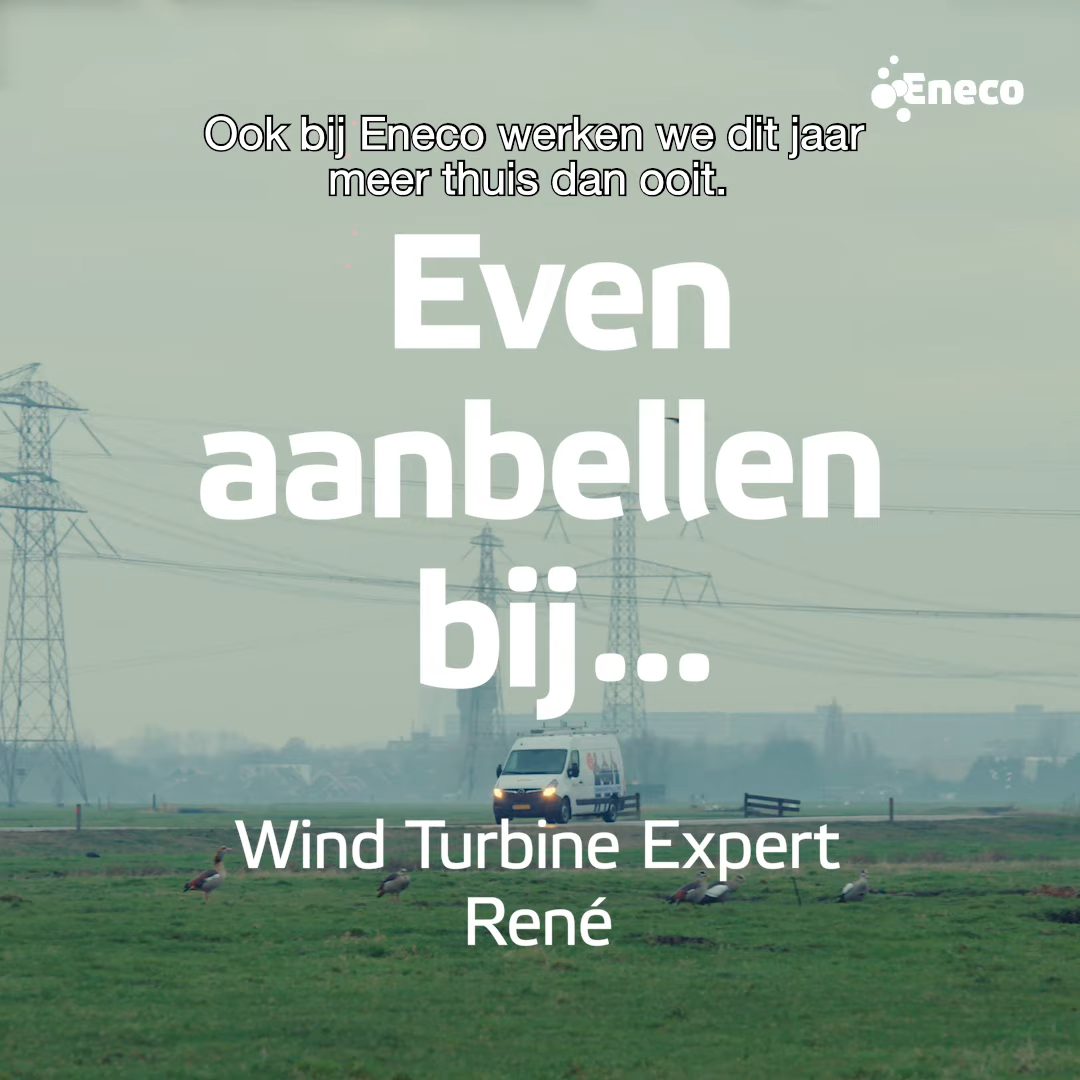 Eneco
Ook bij Eneco werken we dit jaar
meer thuis dan ooit.
Even
aanbellen
bij...
Wind Turbine Expert
René